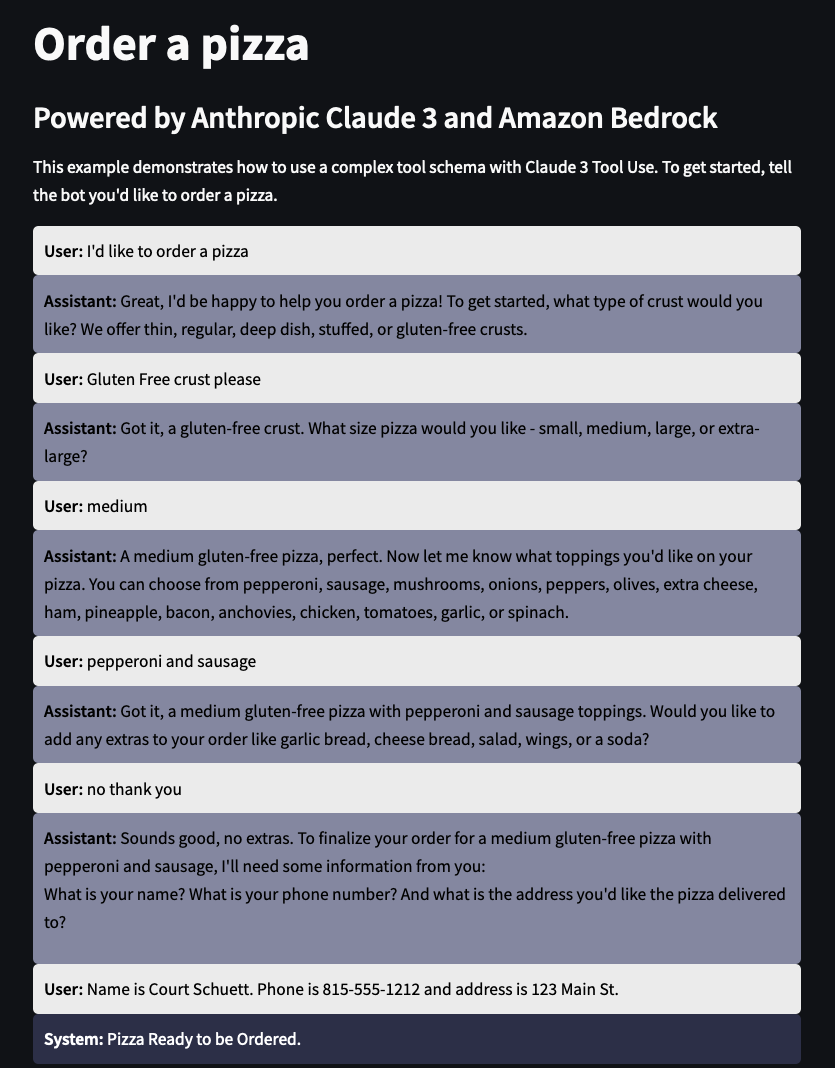 Order a pizza
Powered by Anthropic Claude 3 and Amazon Bedrock
This example demonstrates how to use a complex tool schema with Claude 3 Tool Use. To get started, tell
the bot you'd like to order a pizza.
User: I'd like to order a pizza
Assistant: Great, I'd be happy to help you order a pizza! To get started, what type of crust would you
like? We offer thin, regular, deep dish, stuffed, or gluten-free crusts.
User: Gluten Free crust please
Assistant: Got it, a gluten-free crust. What size pizza would you like - small, medium, large, or extra-
large?
User: medium
Assistant: A medium gluten-free pizza, perfect. Now let me know what toppings you'd like on your
pizza. You can choose from pepperoni, sausage, mushrooms, onions, peppers, olives, extra cheese,
ham, pineapple, bacon, anchovies, chicken, tomatoes, garlic, or spinach.
User: pepperoni and sausage
Assistant: Got it, a medium gluten-free pizza with pepperoni and sausage toppings. Would you like to
add any extras to your order like garlic bread, cheese bread, salad, wings, or a soda?
User: no thank you
Assistant: Sounds good, no extras. To finalize your order for a medium gluten-free pizza with
pepperoni and sausage, I'll need some information from you:
What is your name? What is your phone number? And what is the address you'd like the pizza delivered
to?
User: Name is Court Schuett. Phone is 815-555-1212 and address is 123 Main St.
System: Pizza Ready to be Ordered.